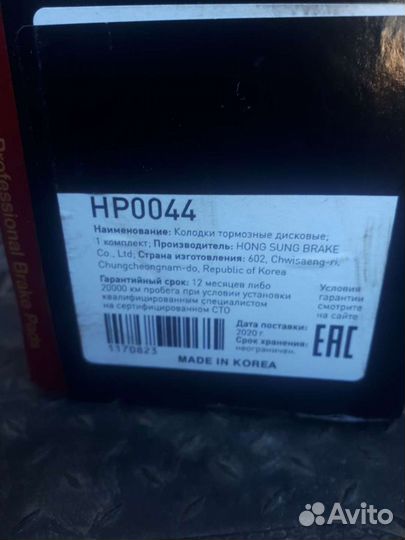 Professional Brake Pads
HP0044
Наименование: Колодки тормозные дисковые;
1 комплект; Производитель: HONG SUNG BRAKE
Co., Ltd; Страна изготовления: 602, Chwisaeng-ri,
Chungcheongnam-do, Republic of Korea
Гарантийный срок: 12 месяцев либо
20000 км пробега при условии установки
квалифицированным специалистом
на сертифицированном СТО
Условия
гарантии
смотрите
на сайте
1170823
Дата поставки:
2020 г.
Срок хранения:
неограничен.
EAC
MADE IN KOREA
Avito